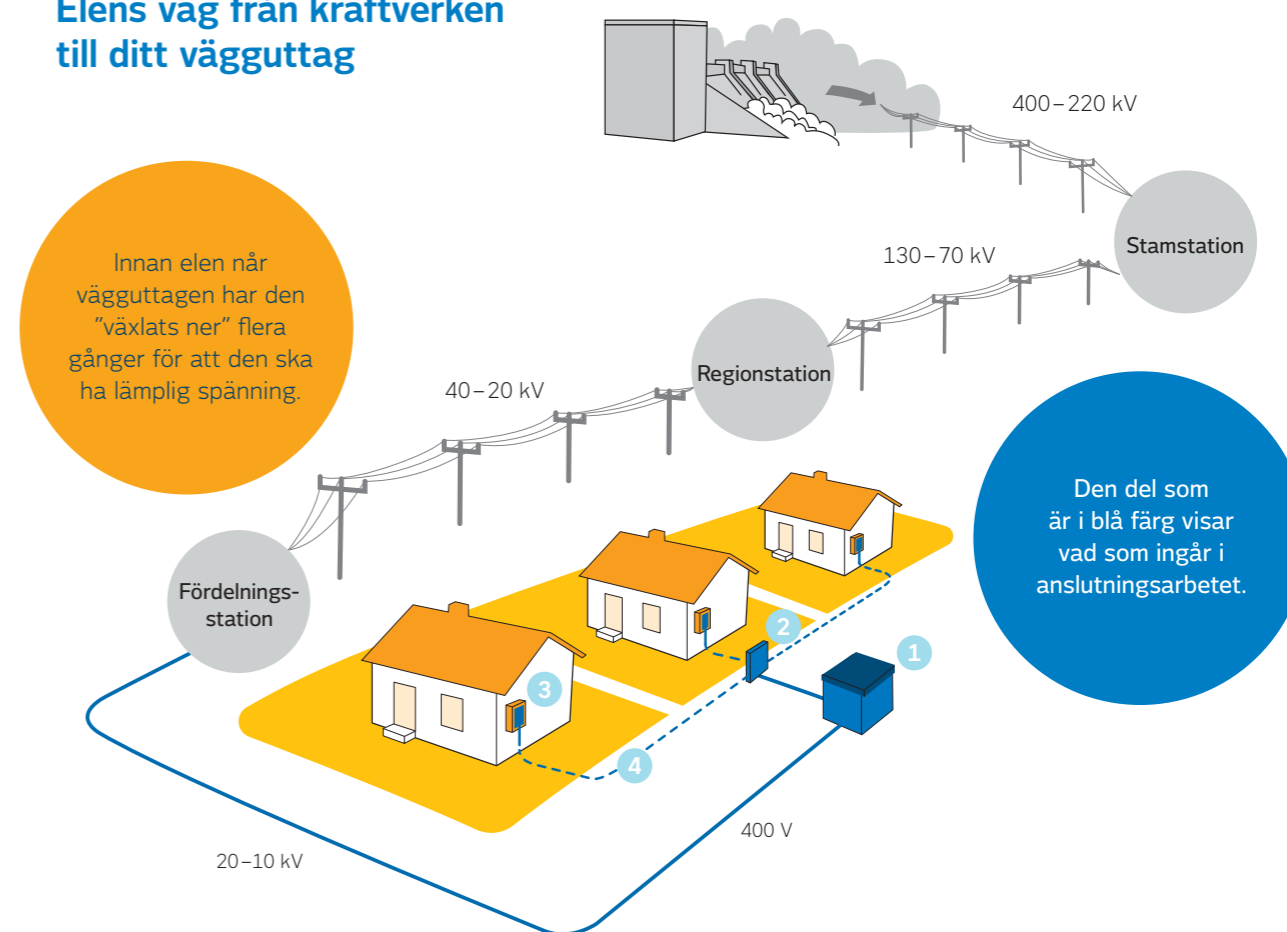 Elens väg från kraftverken
till ditt vägguttag
400–220 kV
Stamstation
130–70 kV
Regionstation
40–20 kV
Innan elen når
vägguttagen har den
”växlats ner” flera
gånger för att den ska
ha lämplig spänning.
Den del som
är i blå färg visar
vad som ingår i
anslutningsarbetet.
Fördelnings-
station
2
1
3
4
400 V
20–10 kV